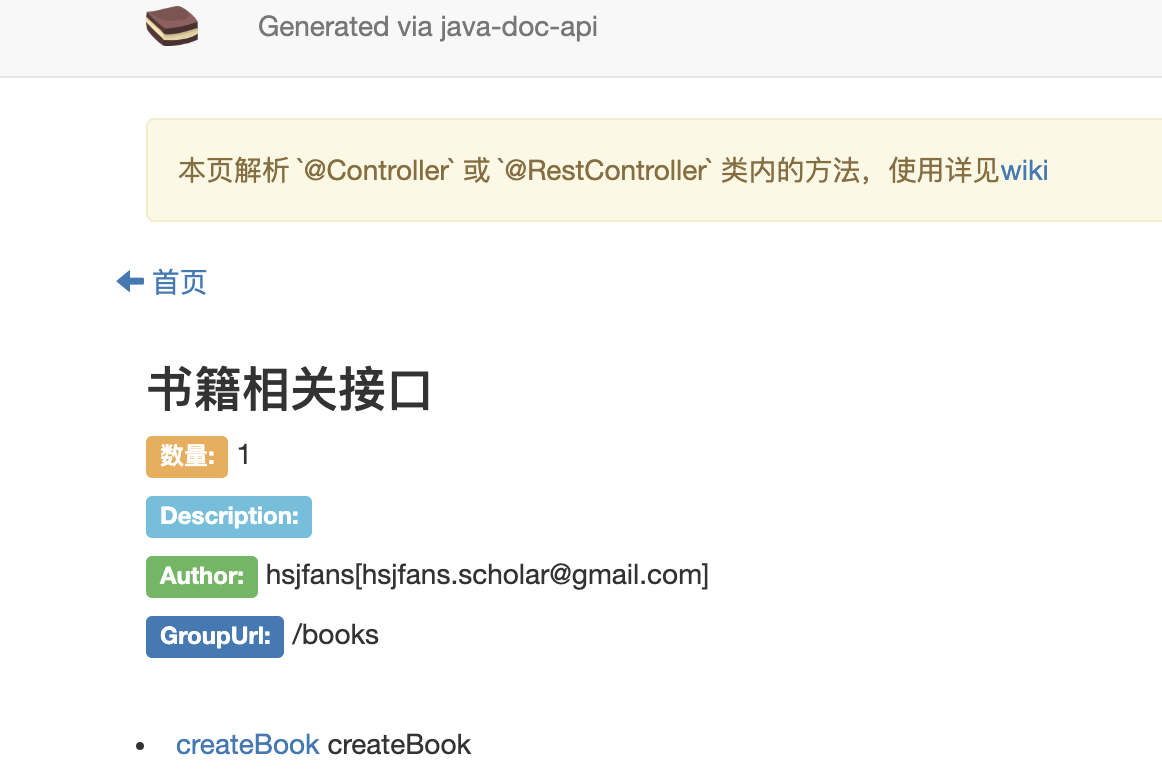 Generated via java-doc-api
本页解析 `@Controller` 或 `@RestController` 类内的方法，使用详见wiki
首页
书籍相关接口
数量: 1
Description:
Author: hsjfans[hsjfans.scholar@gmail.com]
GroupUrl: /books
• createBook createBook